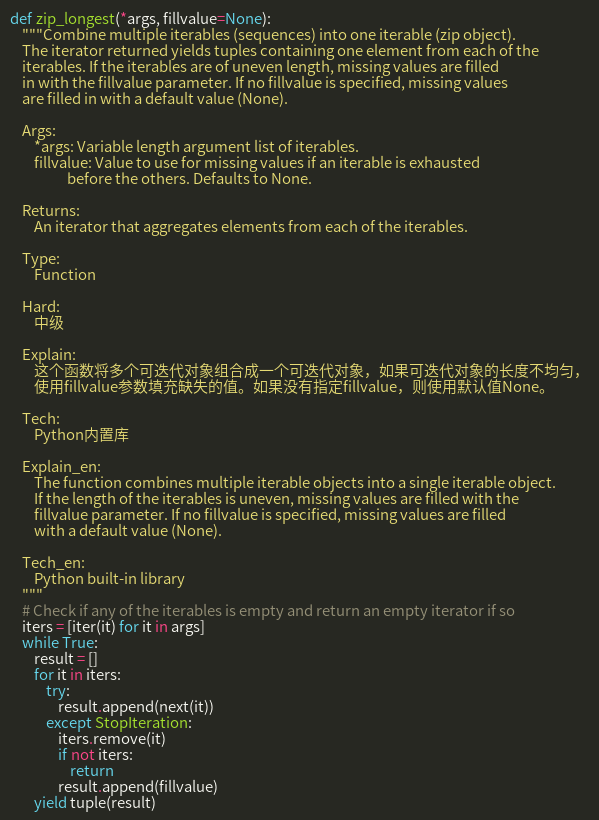 def zip_longest(*args, fillvalue=None):
"""Combine multiple iterables (sequences) into one iterable (zip object).
The iterator returned yields tuples containing one element from each of the
iterables. If the iterables are of uneven length, missing values are filled
in with the fillvalue parameter. If no fillvalue is specified, missing values
are filled in with a default value (None).
Args:
*args: Variable length argument list of iterables.
fillvalue: Value to use for missing values if an iterable is exhausted
before the others. Defaults to None.
Returns:
An iterator that aggregates elements from each of the iterables.
Type:
Function
Hard:
中级
Explain:
这个函数将多个可迭代对象组合成一个可迭代对象，如果可迭代对象的长度不均匀，
使用fillvalue参数填充缺失的值。如果没有指定fillvalue，则使用默认值None。
Tech:
Python内置库
Explain_en:
The function combines multiple iterable objects into a single iterable object.
If the length of the iterables is uneven, missing values are filled with the
fillvalue parameter. If no fillvalue is specified, missing values are filled
with a default value (None).
Tech_en:
Python built-in library
"""
# Check if any of the iterables is empty and return an empty iterator if so
iters = [iter(it) for it in args]
while True:
result = []
for it in iters:
try:
result.append(next(it))
except StopIteration:
iters.remove(it)
if not iters:
return
result.append(fillvalue)
yield tuple(result)